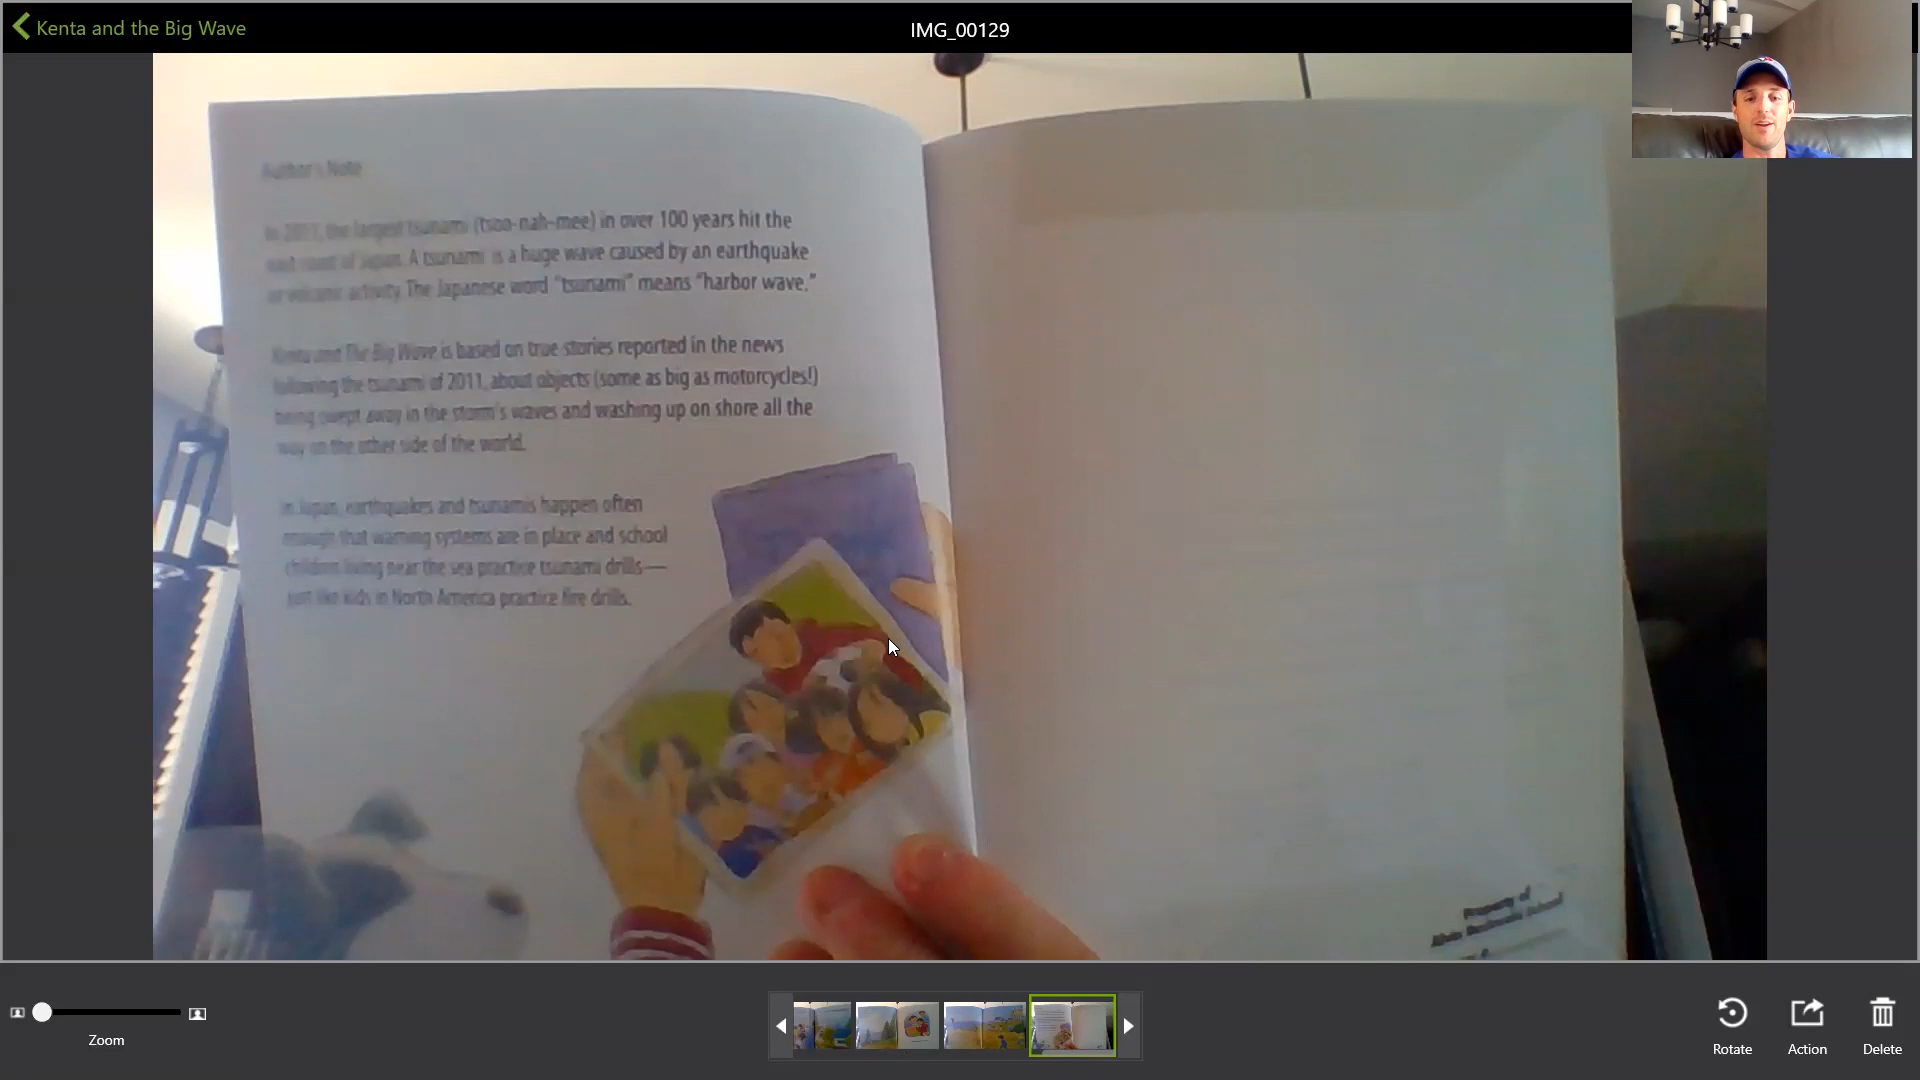 Kenta and the Big Wave
IMG_00129
Author's Note
In 2011, the largest tsunami (tsoo-nah-mee) in over 100 years hit the
east coast of Japan. A tsunami is a huge wave caused by an earthquake
or volcanic activity. The Japanese word “tsunami” means “harbor wave.”
Kenta and The Big Wave is based on true stories reported in the news
following the tsunami of 2011, about objects (some as big as motorcycles!)
being swept away in the storm's waves and washing up on shore all the
way on the other side of the world.
In Japan, earthquakes and tsunamis happen often
enough that warning systems are in place and school
children living near the sea practice tsunami drills—
just like kids in North America practice fire drills.
Property of
School
Zoom
Rotate
Action
Delete